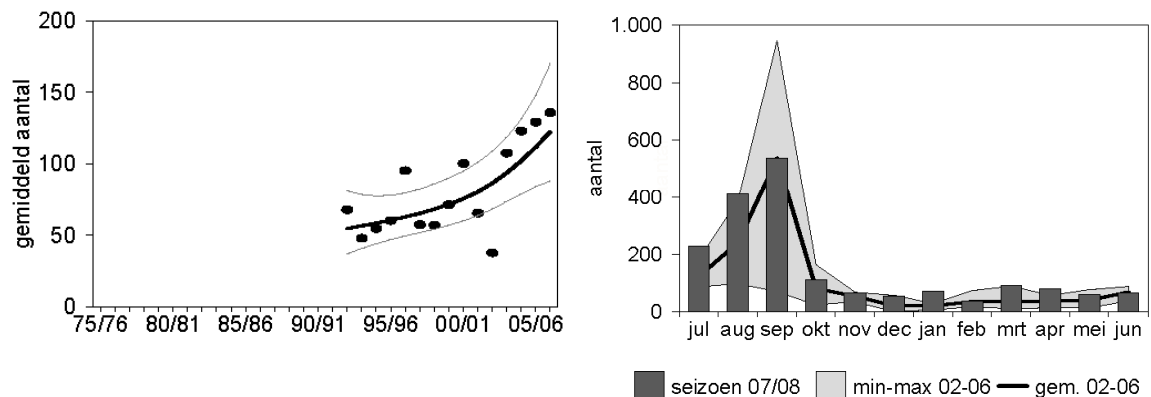 gemiddeld aantal
200
150
100
50
0
75/76 80/81 85/86 90/91 95/96 00/01 05/06
aantal
1.000
800
600
400
200
0
jul aug sep okt nov dec jan feb mrt apr mei jun
seizoen 07/08 min-max 02-06 gem. 02-06